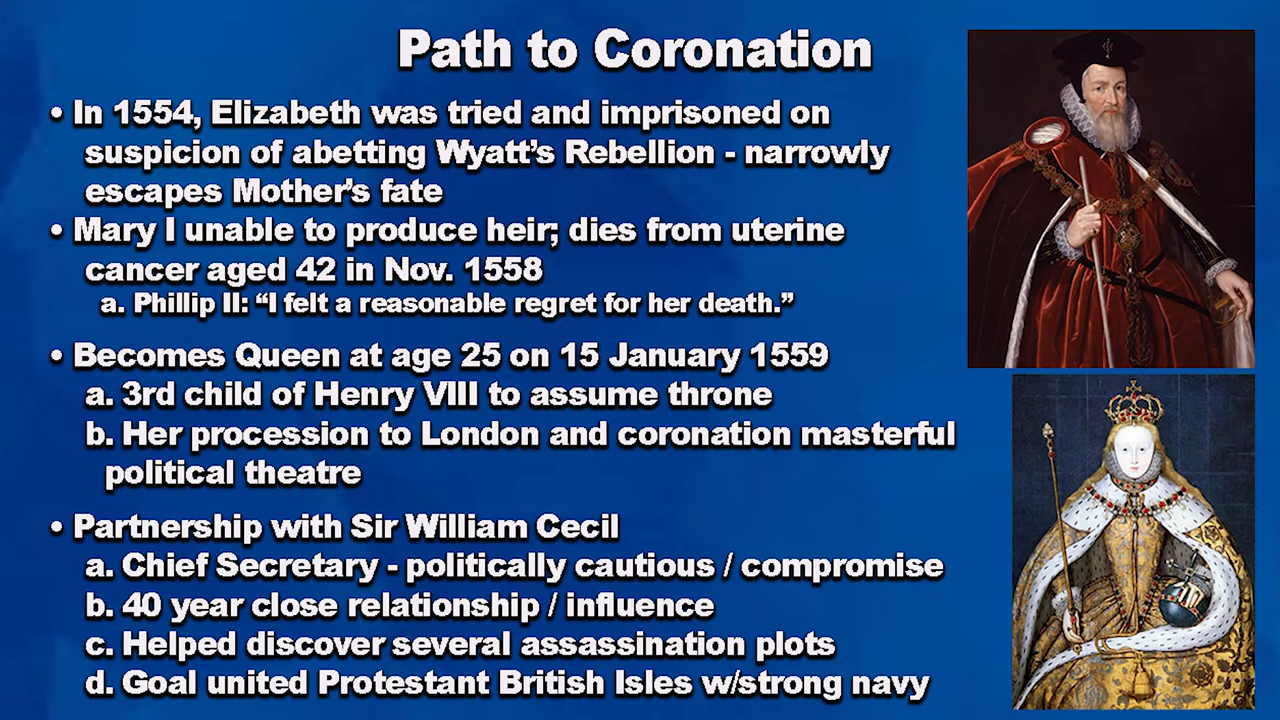 Path to Coronation
• In 1554, Elizabeth was tried and imprisoned on
suspicion of abetting Wyatt’s Rebellion - narrowly
escapes Mother’s fate
• Mary I unable to produce heir; dies from uterine
cancer aged 42 in Nov. 1558
a. Phillip II: “I felt a reasonable regret for her death.”
• Becomes Queen at age 25 on 15 January 1559
a. 3rd child of Henry VIII to assume throne
b. Her procession to London and coronation masterful
political theatre
• Partnership with Sir William Cecil
a. Chief Secretary - politically cautious / compromise
b. 40 year close relationship / influence
c. Helped discover several assassination plots
d. Goal united Protestant British Isles w/strong navy